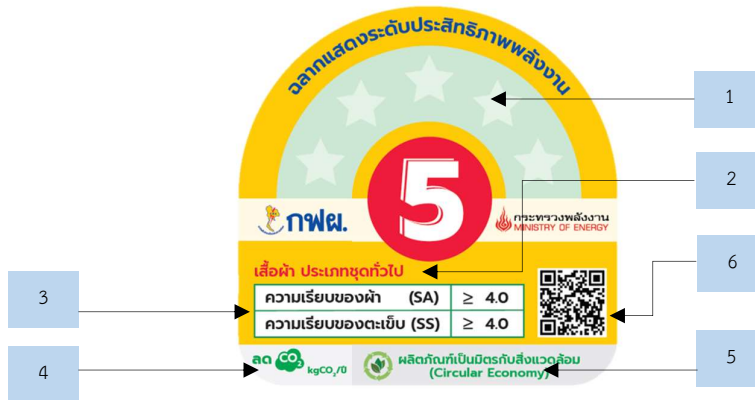 ฉลากแสดงระดับประสิทธิภาพพลังงาน
1
5
2
กฟผ.
กระทรวงพลังงาน
MINISTRY OF ENERGY
เสื้อผ้า ประเภทชุดทั่วไป
6
3
ความเรียบของผ้า (SA) ≥ 4.0
ความเรียบของตะเข็บ (SS) ≥ 4.0
4
ลด CO2 kgCO2/ปี
ผลิตภัณฑ์เป็นมิตรกับสิ่งแวดล้อม
(Circular Economy)
5